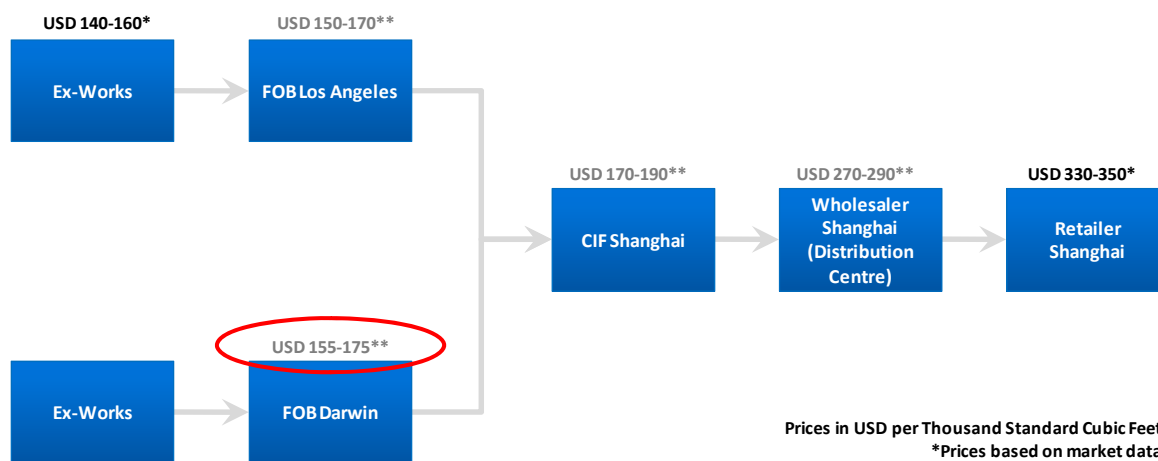 USD 140-160*
USD 150-170**
Ex-Works
FOB Los Angeles
USD 170-190**
USD 270-290**
USD 330-350*
CIF Shanghai
Wholesaler
Shanghai
(Distribution
Centre)
Retailer
Shanghai
USD 155-175**
Ex-Works
FOB Darwin
Prices in USD per Thousand Standard Cubic Feet
*Prices based on market data